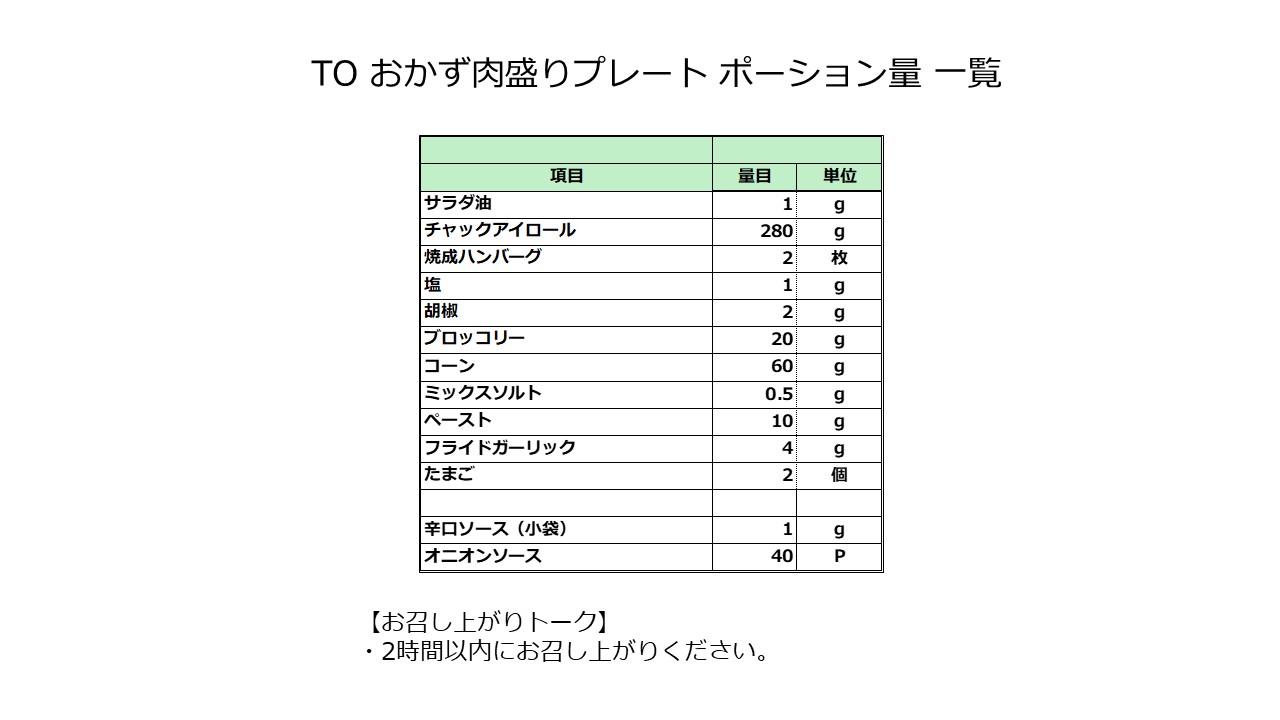 TO おかず肉盛りプレート ポーション量 一覧
項目 量目 単位
サラダ油 1 g
チャックアイロール 280 g
焼成ハンバーグ 2 枚
塩 1 g
胡椒 2 g
ブロッコリー 20 g
コーン 60 g
ミックスソルト 0.5 g
ペースト 10 g
フライドガーリック 4 g
たまご 2 個
辛口ソース（小袋） 1 g
オニオンソース 40 P
【お召し上がりトーク】
・2時間以内にお召し上がりください。